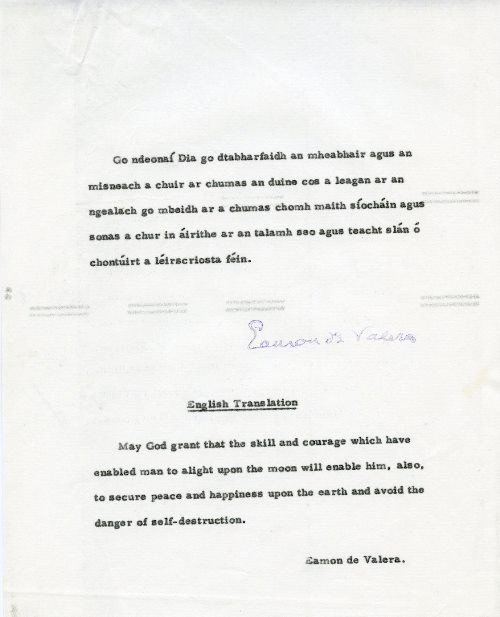 Go ndeonaí Dia go dtabharfaidh an mheabhair agus an
misneach a chuir ar chumas an duine cos a leagan ar an
ngealach go mbeidh ar a chumas chomh maith síocháin agus
sonas a chur in áirithe ar an talamh seo agus teacht slán ó
chontúirt a léirscriosta féin.
Eamon de Valera
English Translation
May God grant that the skill and courage which have
enabled man to alight upon the moon will enable him, also,
to secure peace and happiness upon the earth and avoid the
danger of self-destruction.
Eamon de Valera.